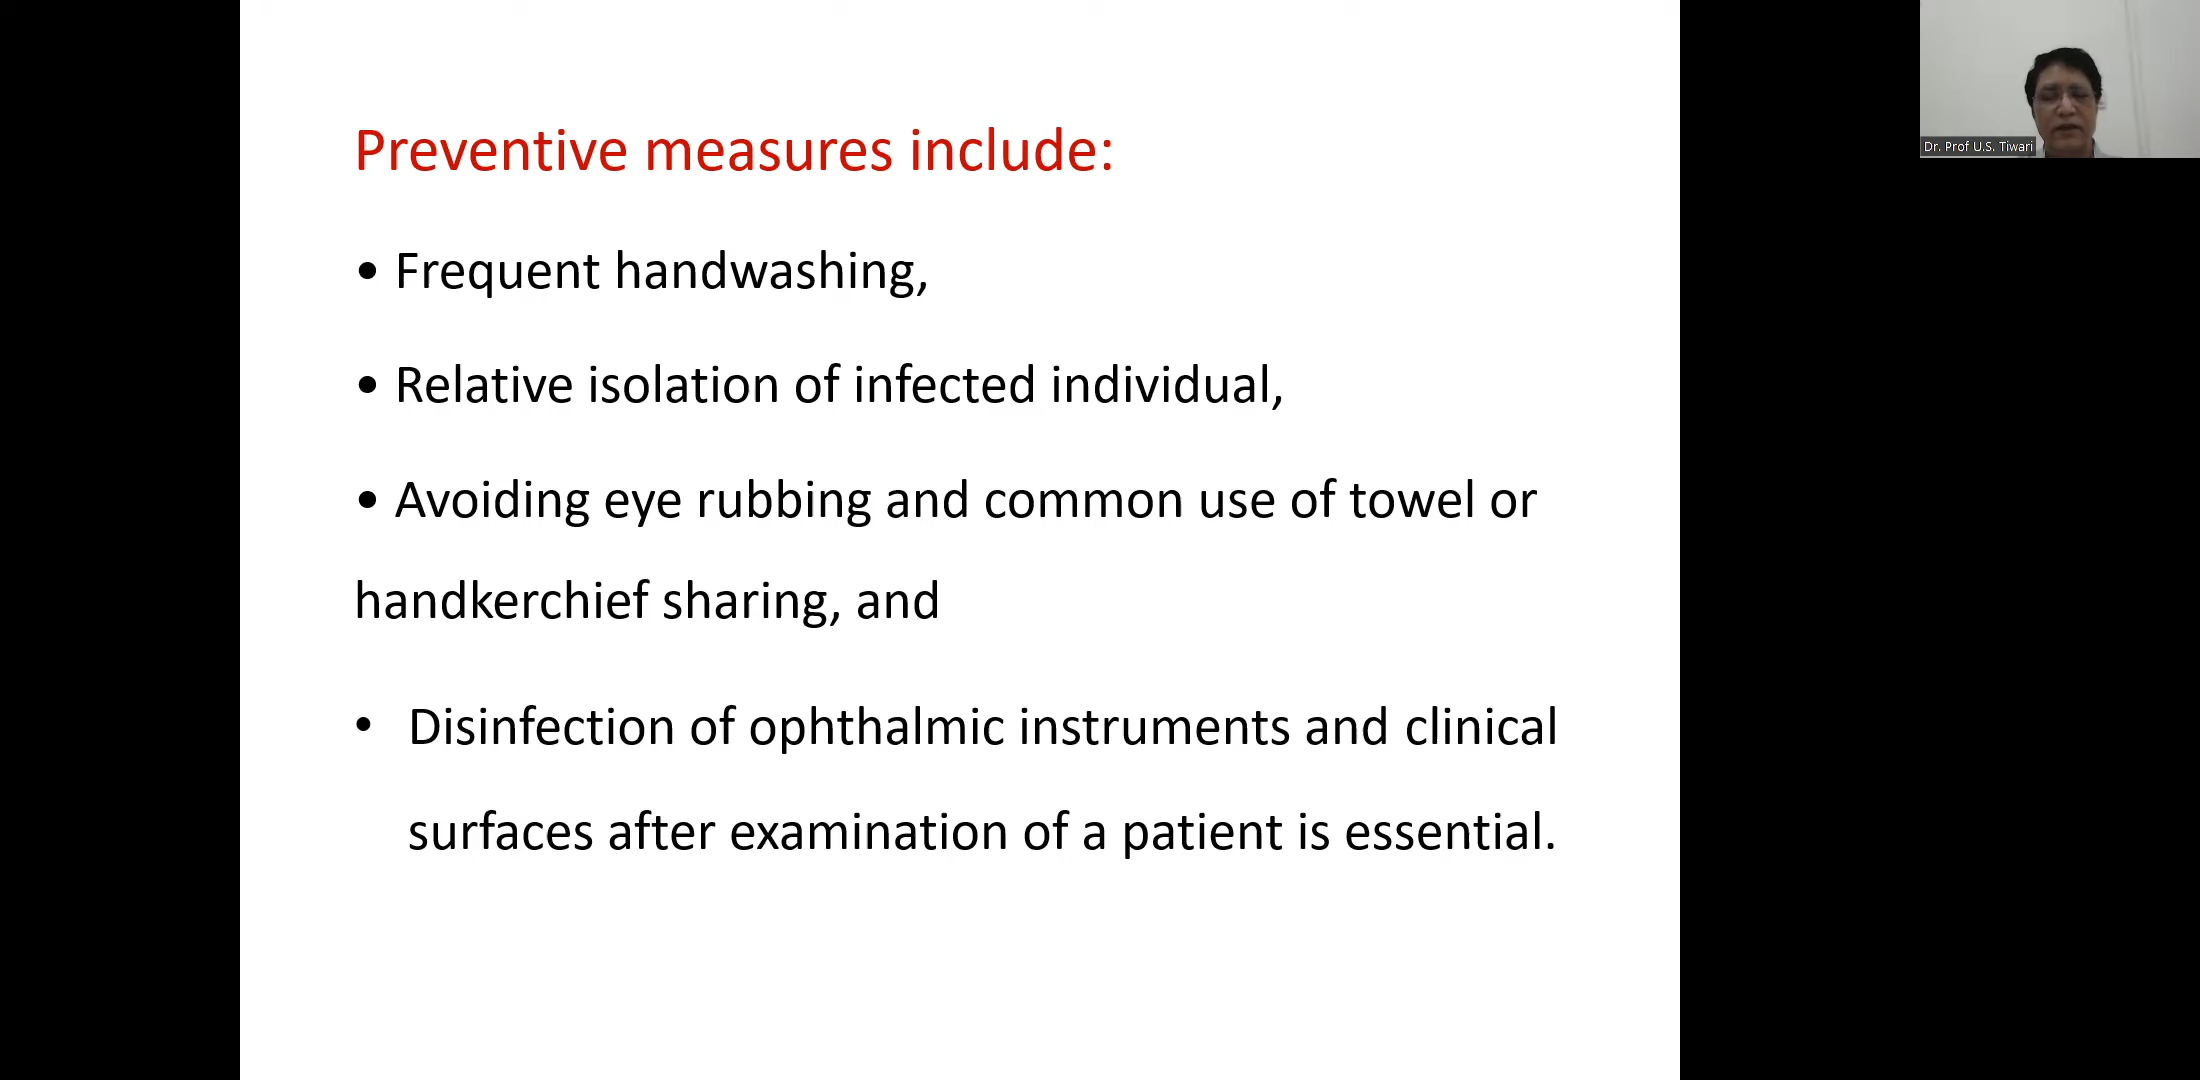 Preventive measures include:
• Frequent handwashing,
• Relative isolation of infected individual,
• Avoiding eye rubbing and common use of towel or
handkerchief sharing, and
• Disinfection of ophthalmic instruments and clinical
surfaces after examination of a patient is essential.
Dr. Prof U.S. Tiwari